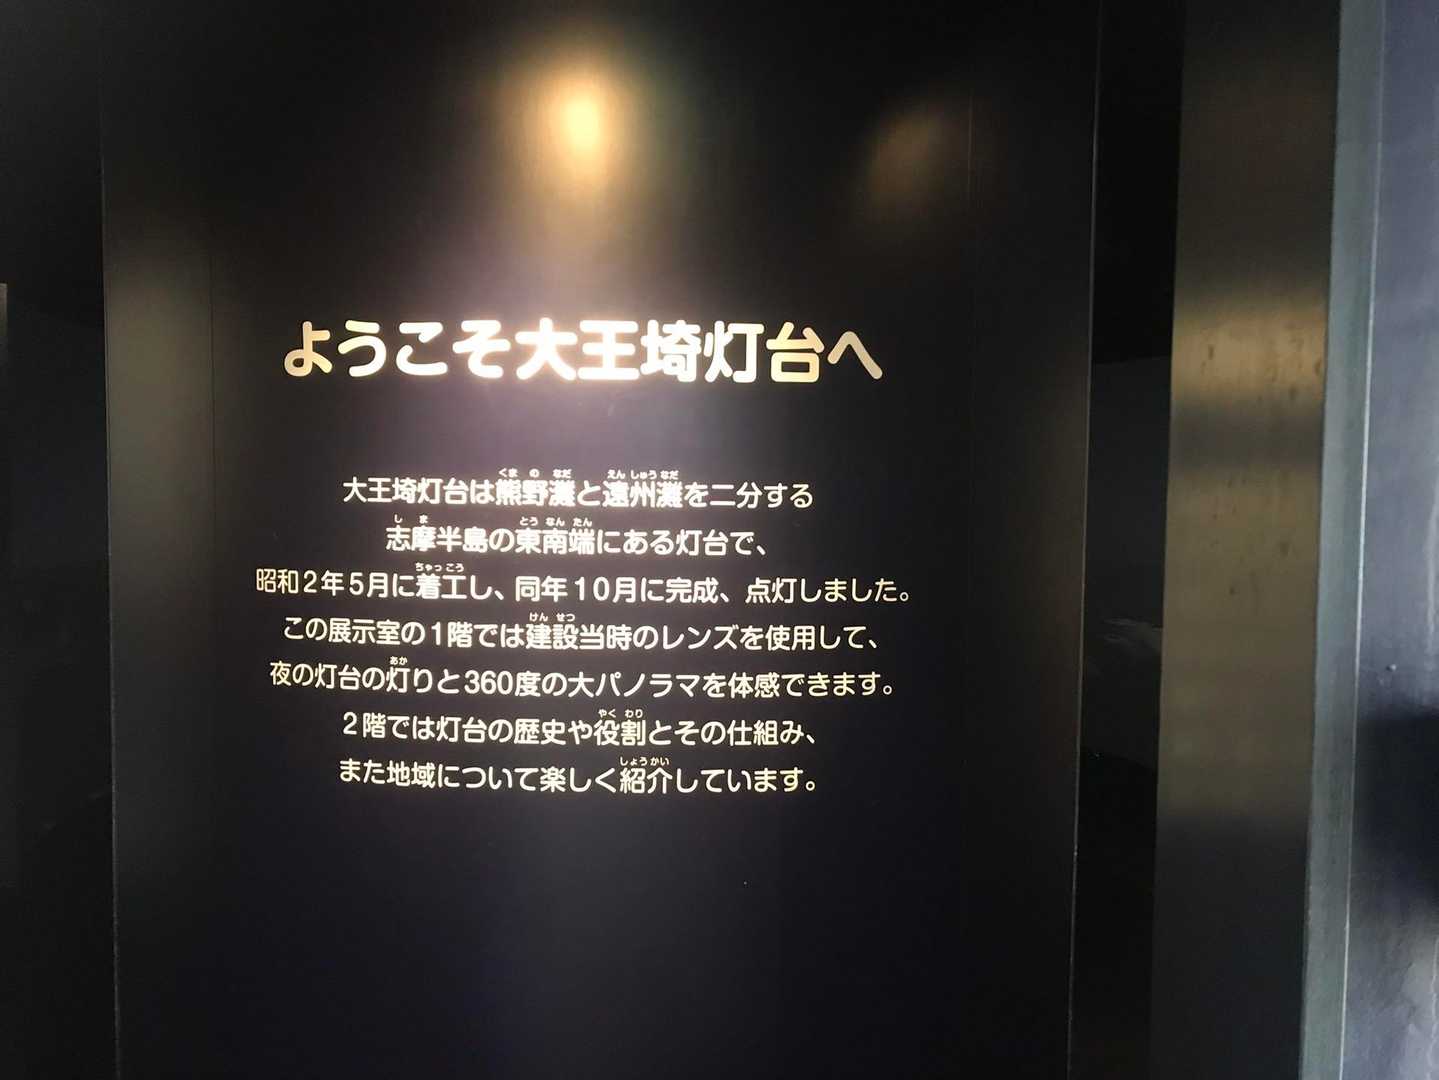 ようこそ大王埼灯台へ
大王埼灯台は熊野灘と遠州灘を二分する
志摩半島の東南端にある灯台で、
昭和2年5月に着工し、同年10月に完成、点灯しました。
この展示室の1階では建設当時のレンズを使用して、
夜の灯台の灯りと360度の大パノラマを体感できます。
2階では灯台の歴史や役割とその仕組み、
また地域について楽しく紹介しています。